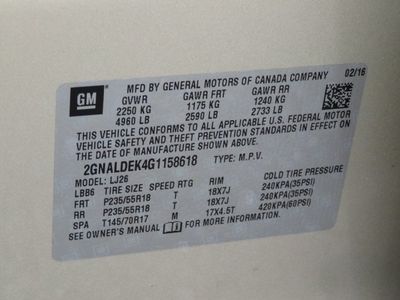 GM
MFD BY GENERAL MOTORS OF CANADA COMPANY
02/16
GVWR GAWR FRT GAWR RR
2250 KG 1175 KG 1240 KG
4960 LB 2590 LB 2733 LB
THIS VEHICLE CONFORMS TO ALL APPLICABLE U.S. FEDERAL MOTOR
VEHICLE SAFETY AND THEFT PREVENTION STANDARDS IN EFFECT ON
THE DATE OF MANUFACTURE SHOWN ABOVE.
2GNALDEK4G1158618 TYPE: M.P.V.
MODEL: LJ26
LBB6 TIRE SIZE SPEED RTG RIM COLD TIRE PRESSURE
FRT P235/55R18 T 18X7J 240KPA(35PSI)
RR P235/55R18 T 18X7J 240KPA(35PSI)
SPA T145/70R17 M 17X4.5T 420KPA(60PSI)
SEE OWNER'S MANUAL FOR MORE INFORMATION.